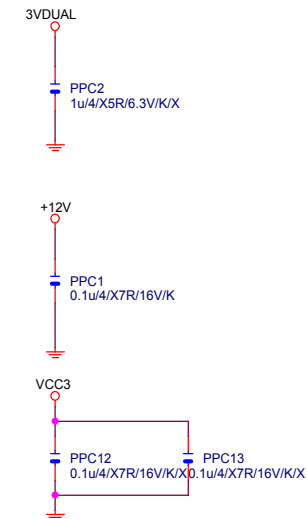 3VDUAL
PPC2
1u/4/X5R/6.3V/K/X
+12V
PPC1
0.1u/4/X7R/16V/K
VCC3
PPC12 PPC13
0.1u/4/X7R/16V/K/X 0.1u/4/X7R/16V/K/X